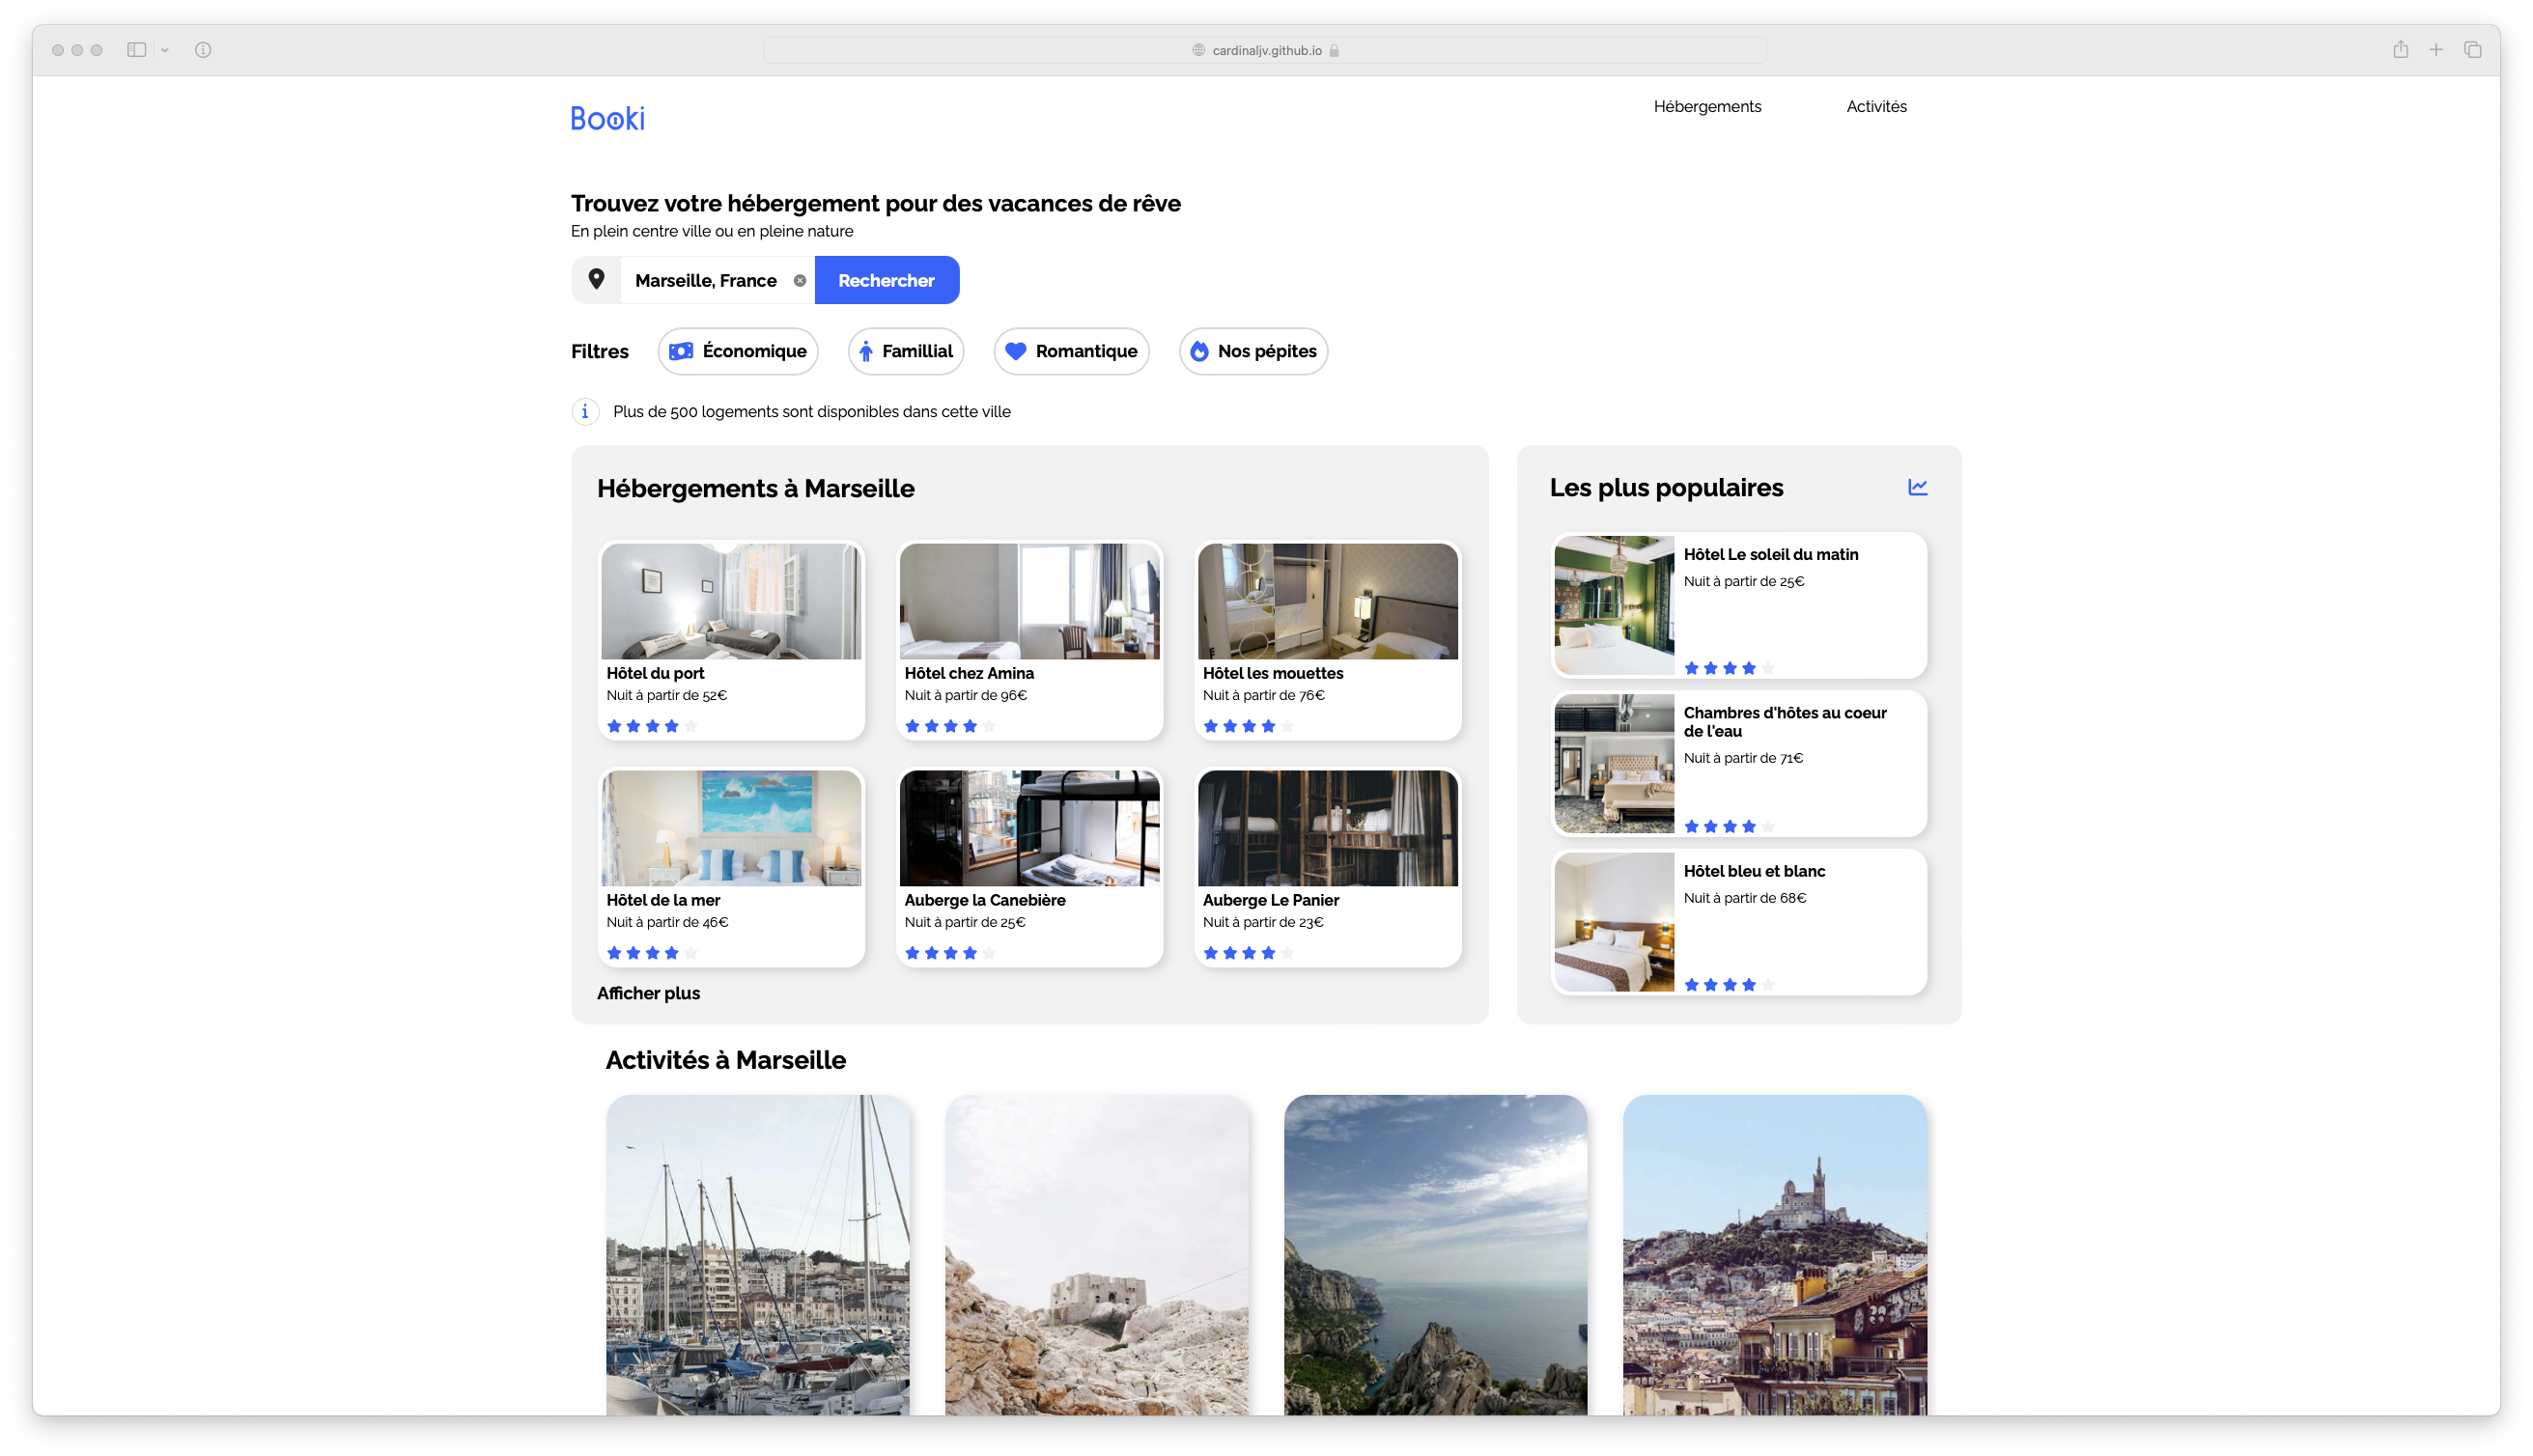 cardinaljv.github.io
Booki
Hébergements
Activités
Trouvez votre hébergement pour des vacances de rêve
En plein centre ville ou en pleine nature
Marseille, France
Rechercher
Filtres
Économique
Famillial
Romantique
Nos pépites
Plus de 500 logements sont disponibles dans cette ville
Hébergements à Marseille
Hôtel du port
Nuit à partir de 52€
Hôtel chez Amina
Nuit à partir de 96€
Hôtel les mouettes
Nuit à partir de 76€
Hôtel de la mer
Nuit à partir de 46€
Auberge la Canebière
Nuit à partir de 25€
Auberge Le Panier
Nuit à partir de 23€
Afficher plus
Les plus populaires
Hôtel Le soleil du matin
Nuit à partir de 25€
Chambres d'hôtes au coeur
de l'eau
Nuit à partir de 71€
Hôtel bleu et blanc
Nuit à partir de 68€
Activités à Marseille